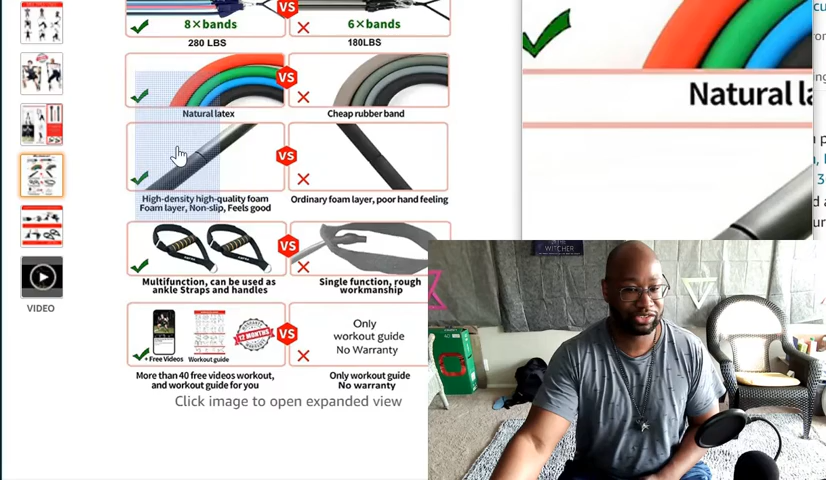 VS
8×bands
6×bands
280 LBS
180LBS
VS
Natural latex
Cheap rubber band
VS
High-density high-quality foam
Foam layer, Non-slip, Feels good
Ordinary foam layer, poor hand feeling
VS
Multifunction, can be used as
ankle Straps and handles
Single function, rough
workmanship
VIDEO
+ Free Videos
Workout guide
12 MONTHS
VS
Only
workout guide
No Warranty
More than 40 free videos workout,
and workout guide for you
Only workout guide
No warranty
Click image to open expanded view
Natural la
WITCHER